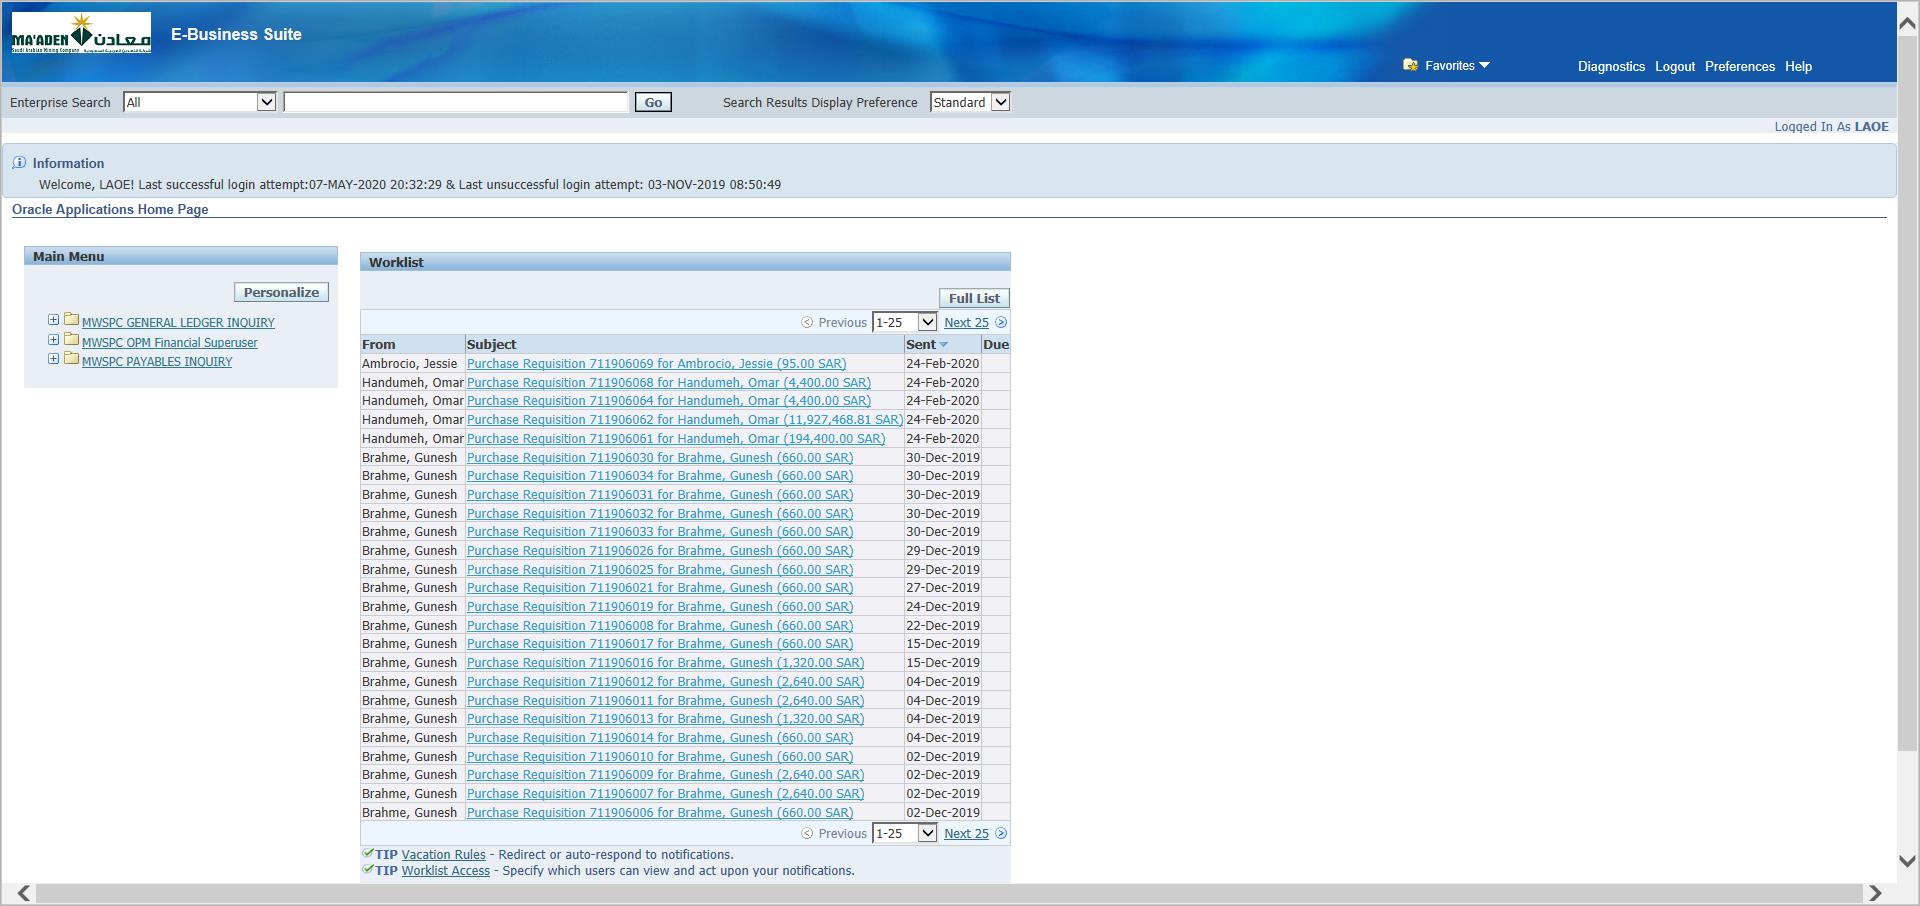 MA'ADEN معادن
Saudi Arabian Mining Company
E-Business Suite
Favorites
Diagnostics Logout Preferences Help
Enterprise Search All Go Search Results Display Preference Standard
Logged In As LAOE
Information
Welcome, LAOE! Last successful login attempt:07-MAY-2020 20:32:29 & Last unsuccessful login attempt: 03-NOV-2019 08:50:49
Oracle Applications Home Page
Main Menu
Personalize
MWSPC GENERAL LEDGER INQUIRY
MWSPC OPM Financial Superuser
MWSPC PAYABLES INQUIRY
Worklist
Full List
Previous 1-25 Next 25
From Subject Sent Due
Ambrocio, Jessie Purchase Requisition 711906069 for Ambrocio, Jessie (95.00 SAR) 24-Feb-2020
Handumeh, Omar Purchase Requisition 711906068 for Handumeh, Omar (4,400.00 SAR) 24-Feb-2020
Handumeh, Omar Purchase Requisition 711906064 for Handumeh, Omar (4,400.00 SAR) 24-Feb-2020
Handumeh, Omar Purchase Requisition 711906062 for Handumeh, Omar (11,927,468.81 SAR) 24-Feb-2020
Handumeh, Omar Purchase Requisition 711906061 for Handumeh, Omar (194,400.00 SAR) 24-Feb-2020
Brahme, Gunesh Purchase Requisition 711906030 for Brahme, Gunesh (660.00 SAR) 30-Dec-2019
Brahme, Gunesh Purchase Requisition 711906034 for Brahme, Gunesh (660.00 SAR) 30-Dec-2019
Brahme, Gunesh Purchase Requisition 711906031 for Brahme, Gunesh (660.00 SAR) 30-Dec-2019
Brahme, Gunesh Purchase Requisition 711906032 for Brahme, Gunesh (660.00 SAR) 30-Dec-2019
Brahme, Gunesh Purchase Requisition 711906033 for Brahme, Gunesh (660.00 SAR) 30-Dec-2019
Brahme, Gunesh Purchase Requisition 711906026 for Brahme, Gunesh (660.00 SAR) 29-Dec-2019
Brahme, Gunesh Purchase Requisition 711906025 for Brahme, Gunesh (660.00 SAR) 29-Dec-2019
Brahme, Gunesh Purchase Requisition 711906021 for Brahme, Gunesh (660.00 SAR) 27-Dec-2019
Brahme, Gunesh Purchase Requisition 711906019 for Brahme, Gunesh (660.00 SAR) 24-Dec-2019
Brahme, Gunesh Purchase Requisition 711906008 for Brahme, Gunesh (660.00 SAR) 22-Dec-2019
Brahme, Gunesh Purchase Requisition 711906017 for Brahme, Gunesh (660.00 SAR) 15-Dec-2019
Brahme, Gunesh Purchase Requisition 711906016 for Brahme, Gunesh (1,320.00 SAR) 15-Dec-2019
Brahme, Gunesh Purchase Requisition 711906012 for Brahme, Gunesh (2,640.00 SAR) 04-Dec-2019
Brahme, Gunesh Purchase Requisition 711906011 for Brahme, Gunesh (2,640.00 SAR) 04-Dec-2019
Brahme, Gunesh Purchase Requisition 711906013 for Brahme, Gunesh (1,320.00 SAR) 04-Dec-2019
Brahme, Gunesh Purchase Requisition 711906014 for Brahme, Gunesh (660.00 SAR) 04-Dec-2019
Brahme, Gunesh Purchase Requisition 711906010 for Brahme, Gunesh (660.00 SAR) 02-Dec-2019
Brahme, Gunesh Purchase Requisition 711906009 for Brahme, Gunesh (2,640.00 SAR) 02-Dec-2019
Brahme, Gunesh Purchase Requisition 711906007 for Brahme, Gunesh (2,640.00 SAR) 02-Dec-2019
Brahme, Gunesh Purchase Requisition 711906006 for Brahme, Gunesh (660.00 SAR) 02-Dec-2019
Previous 1-25 Next 25
TIP Vacation Rules - Redirect or auto-respond to notifications.
TIP Worklist Access - Specify which users can view and act upon your notifications.